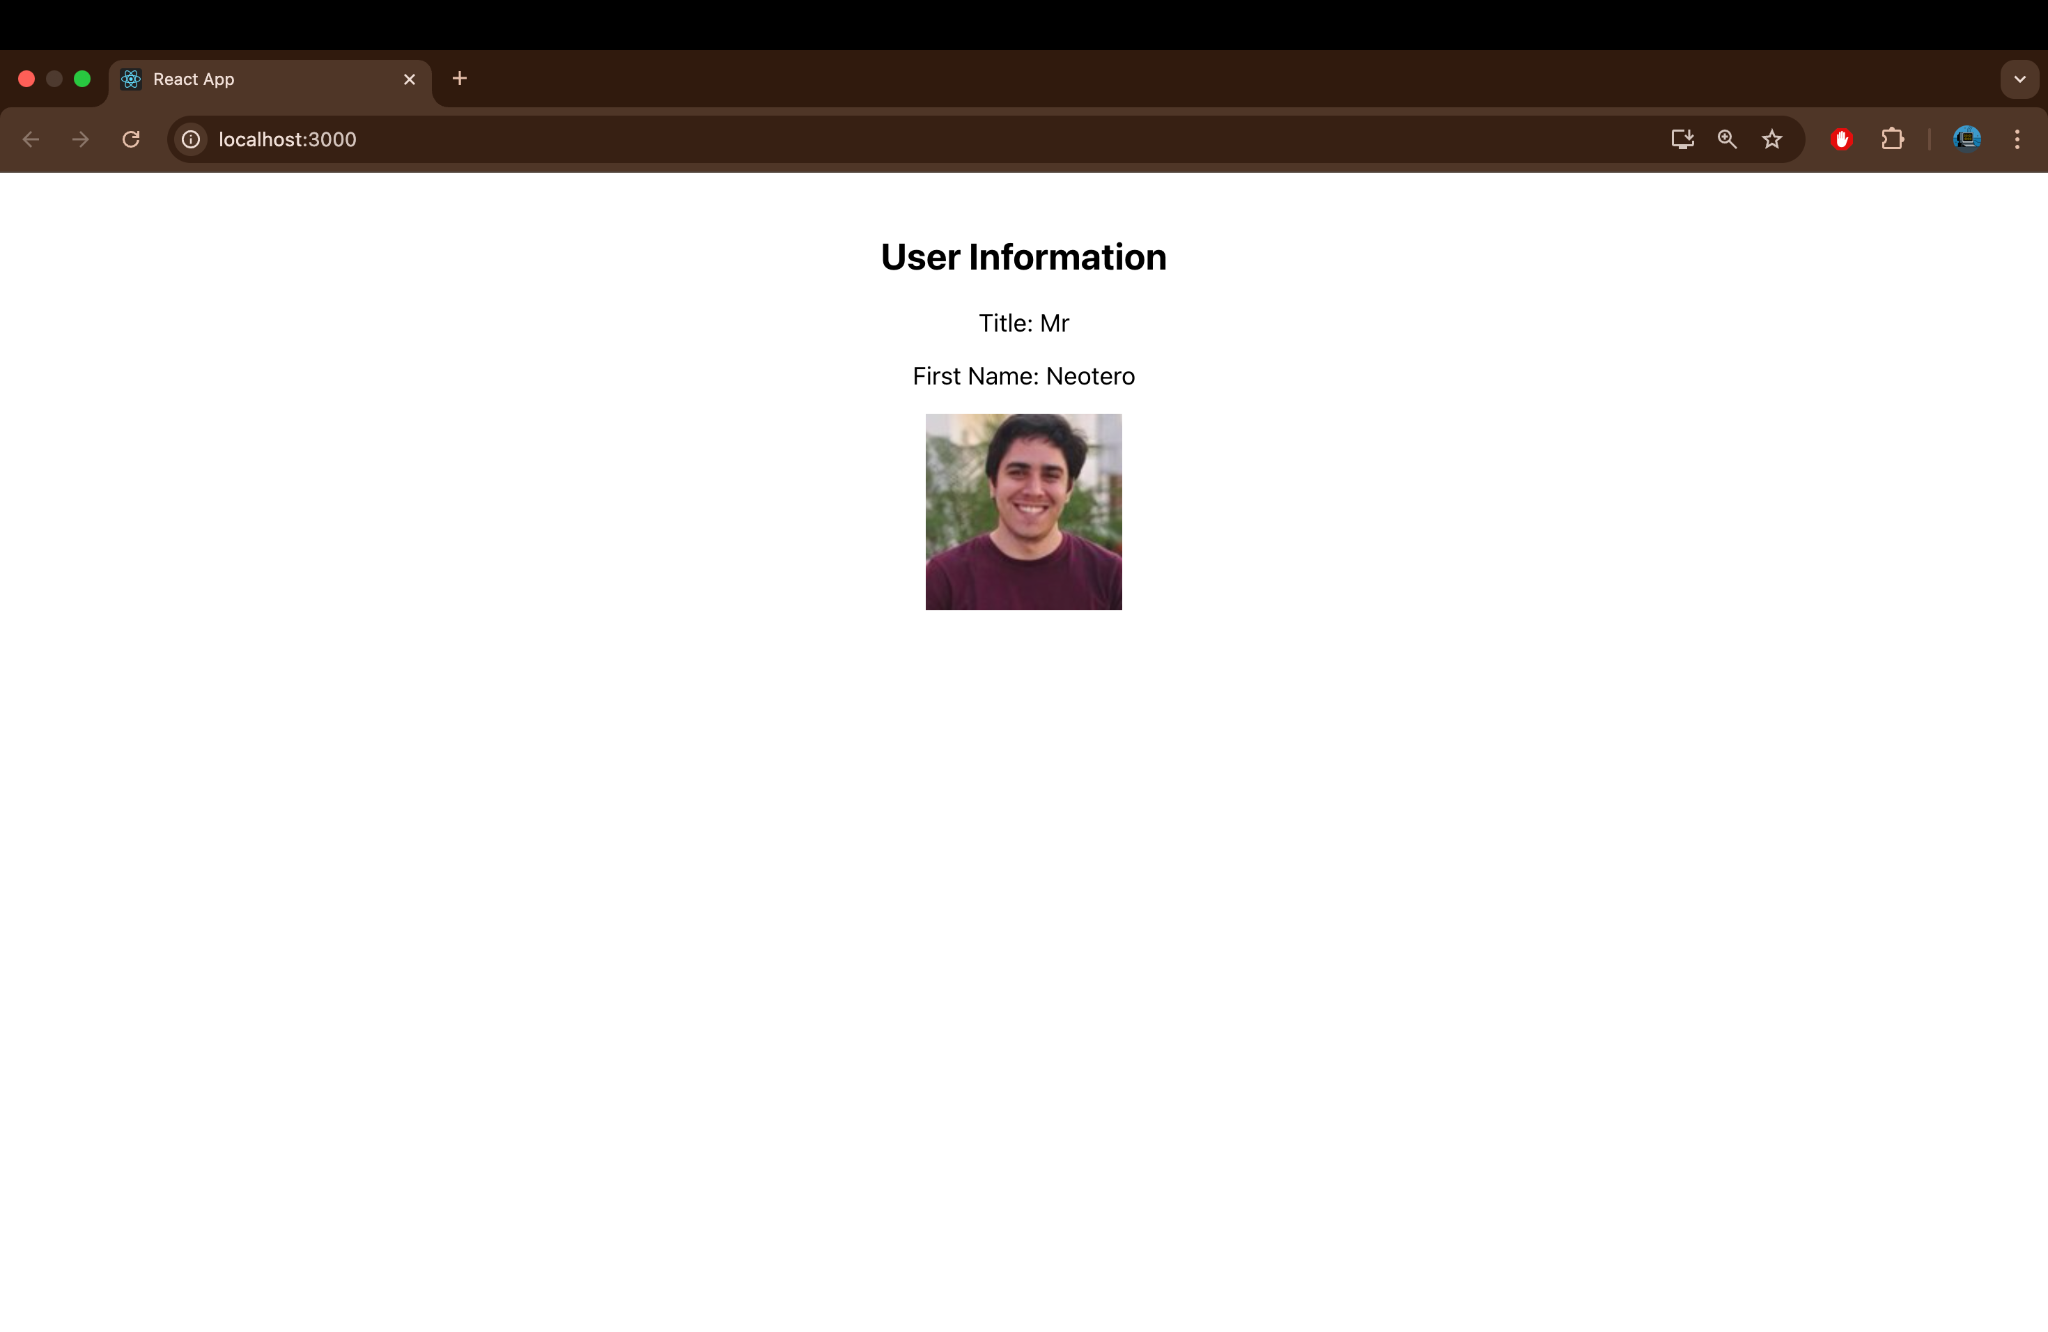 React App
localhost:3000
User Information
Title: Mr
First Name: Neotero